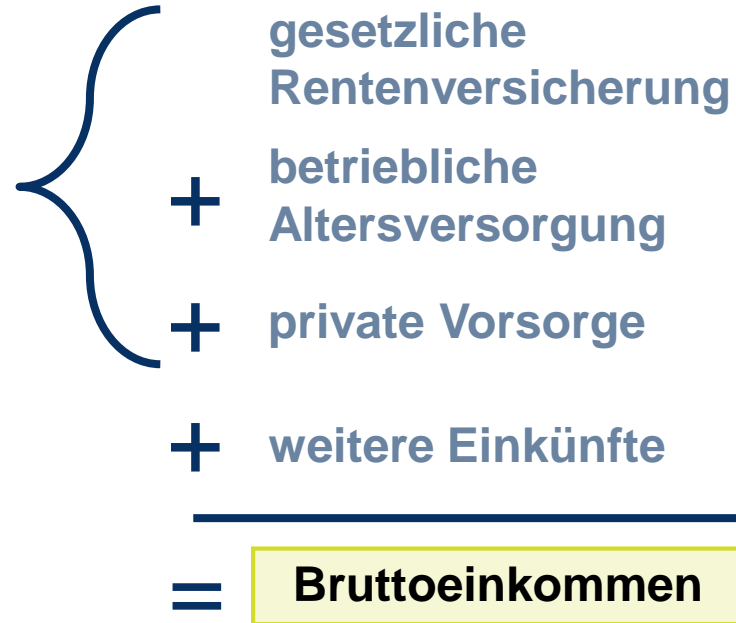 gesetzliche
Rentenversicherung
+ betriebliche
Altersversorgung
+ private Vorsorge
+ weitere Einkünfte
= Bruttoeinkommen